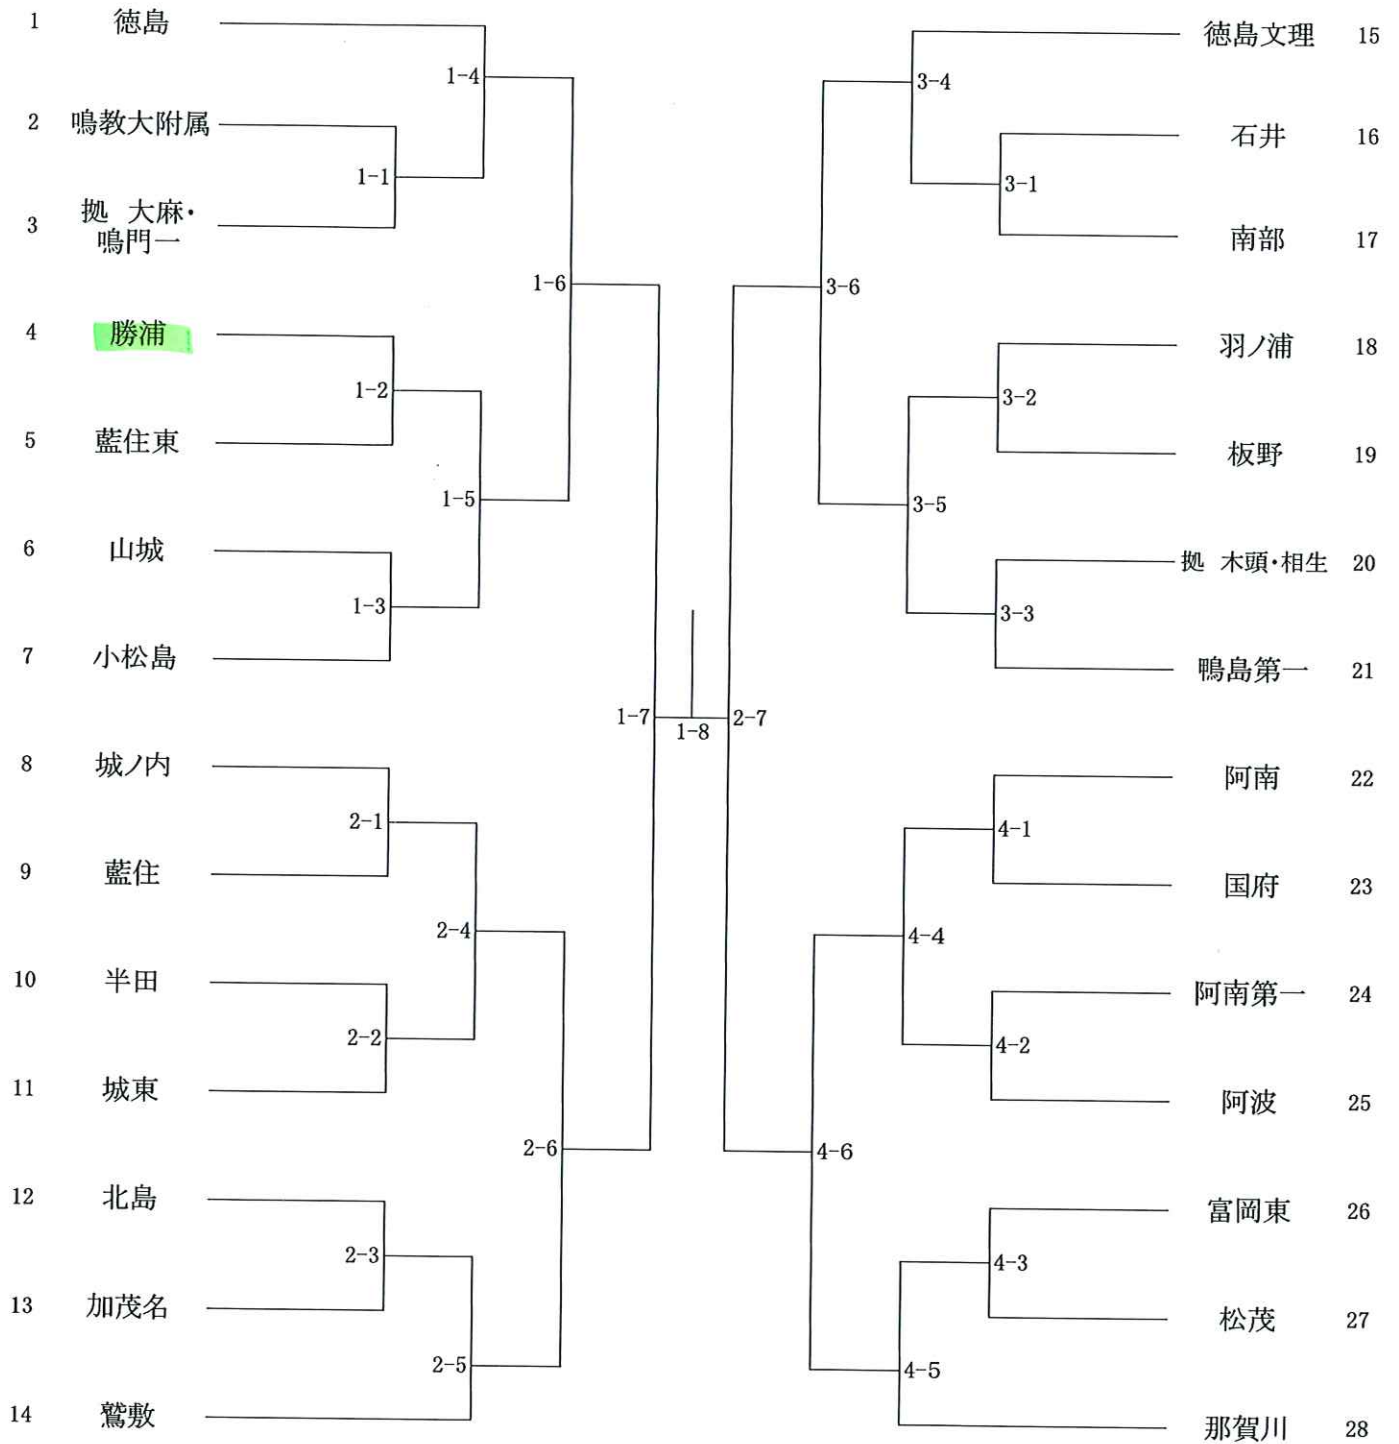 1 徳島
1-4
2 鳴教大附属
1-1
3 拠 大麻・
鳴門一
1-6
4 勝浦
1-2
5 藍住東
1-5
6 山城
1-3
7 小松島
1-7
8 城ノ内
2-1
9 藍住
2-4
10 半田
2-2
11 城東
2-6
12 北島
2-3
13 加茂名
2-5
14 鷲敷
1-8
徳島文理 15
3-4
石井 16
3-1
南部 17
3-6
羽ノ浦 18
3-2
板野 19
3-5
拠 木頭・相生 20
3-3
鴨島第一 21
2-7
阿南 22
4-1
国府 23
4-4
阿南第一 24
4-2
阿波 25
4-6
富岡東 26
4-3
松茂 27
4-5
那賀川 28